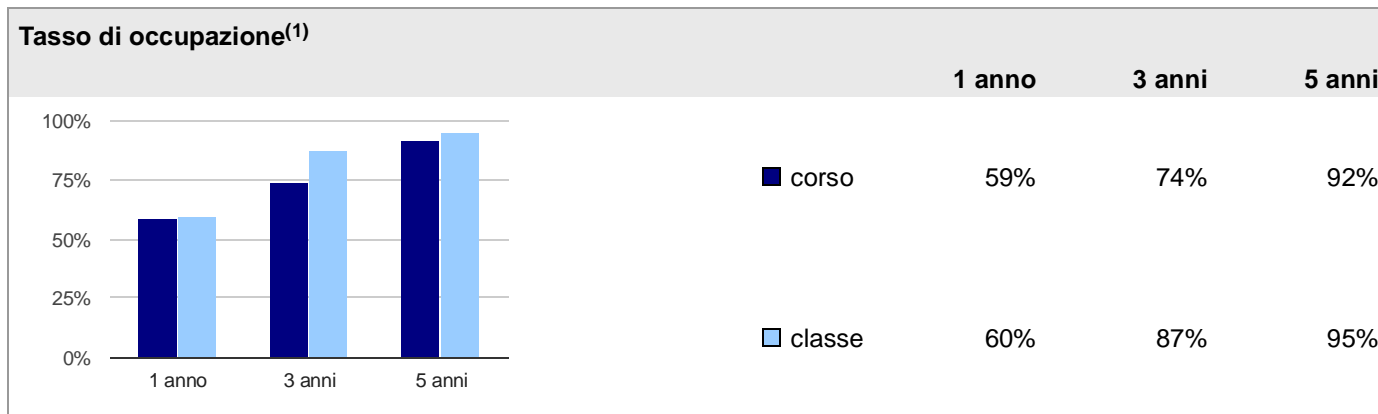 Tasso di occupazione(1)
1 anno 3 anni 5 anni
100%
75%
50%
25%
0%
1 anno 3 anni 5 anni
corso 59% 74% 92%
classe 60% 87% 95%